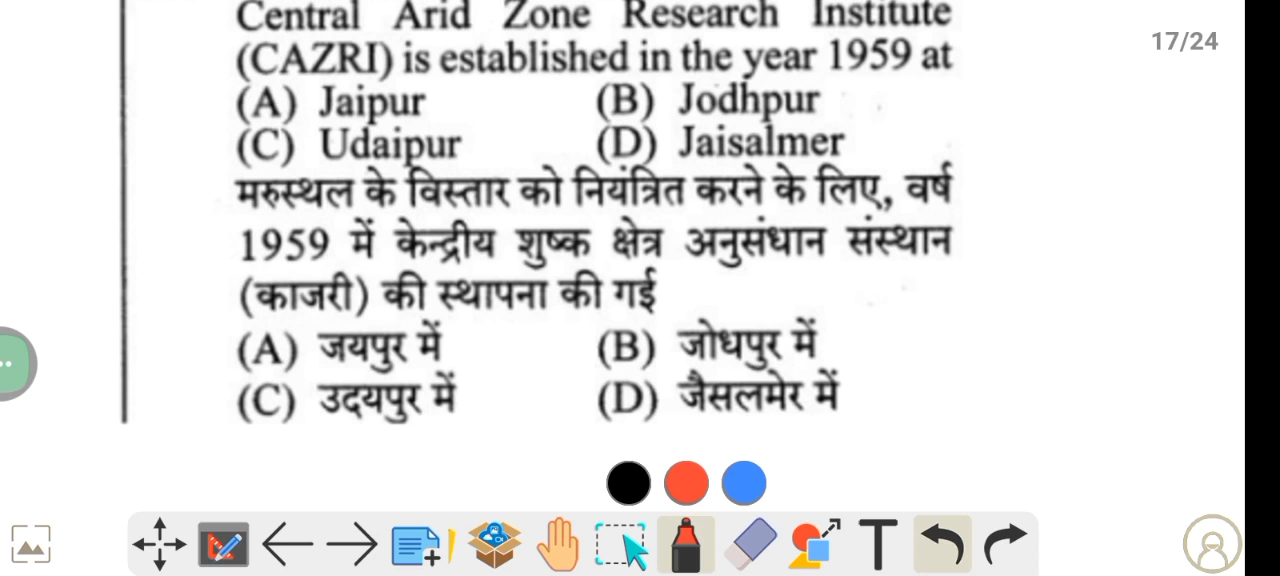 Central Arid Zone Research Institute
17/24
(CAZRI) is established in the year 1959 at
(A) Jaipur (B) Jodhpur
(C) Udaipur (D) Jaisalmer
मरुस्थल के विस्तार को नियंत्रित करने के लिए, वर्ष
1959 में केन्द्रीय शुष्क क्षेत्र अनुसंधान संस्थान
(काजरी) की स्थापना की गई
(A) जयपुर में (B) जोधपुर में
(C) उदयपुर में (D) जैसलमेर में
T